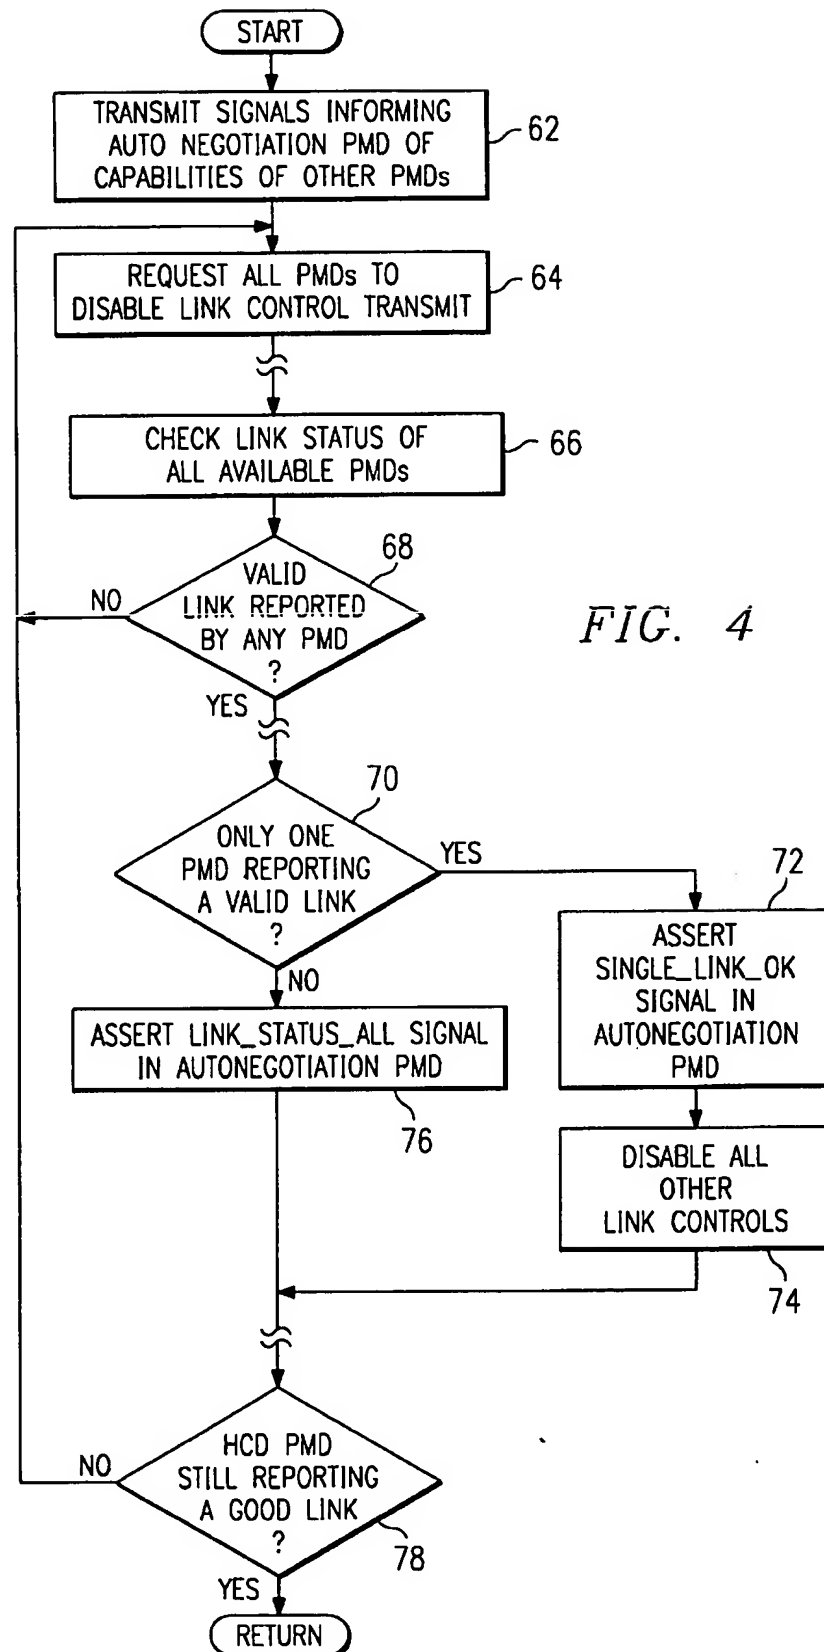 START
TRANSMIT SIGNALS INFORMING
AUTO NEGOTIATION PMD OF
CAPABILITIES OF OTHER PMDs
62
REQUEST ALL PMDs TO
DISABLE LINK CONTROL TRANSMIT
64
CHECK LINK STATUS OF
ALL AVAILABLE PMDs
66
68
VALID
LINK REPORTED
BY ANY PMD
?
NO
YES
FIG. 4
70
ONLY ONE
PMD REPORTING
A VALID LINK
?
YES
NO
72
ASSERT
SINGLE_LINK_OK
SIGNAL IN
AUTONEGOTIATION
PMD
ASSERT LINK_STATUS_ALL SIGNAL
IN AUTONEGOTIATION PMD
76
DISABLE ALL
OTHER
LINK CONTROLS
74
HCD PMD
STILL REPORTING
A GOOD LINK
?
NO
78
YES
RETURN